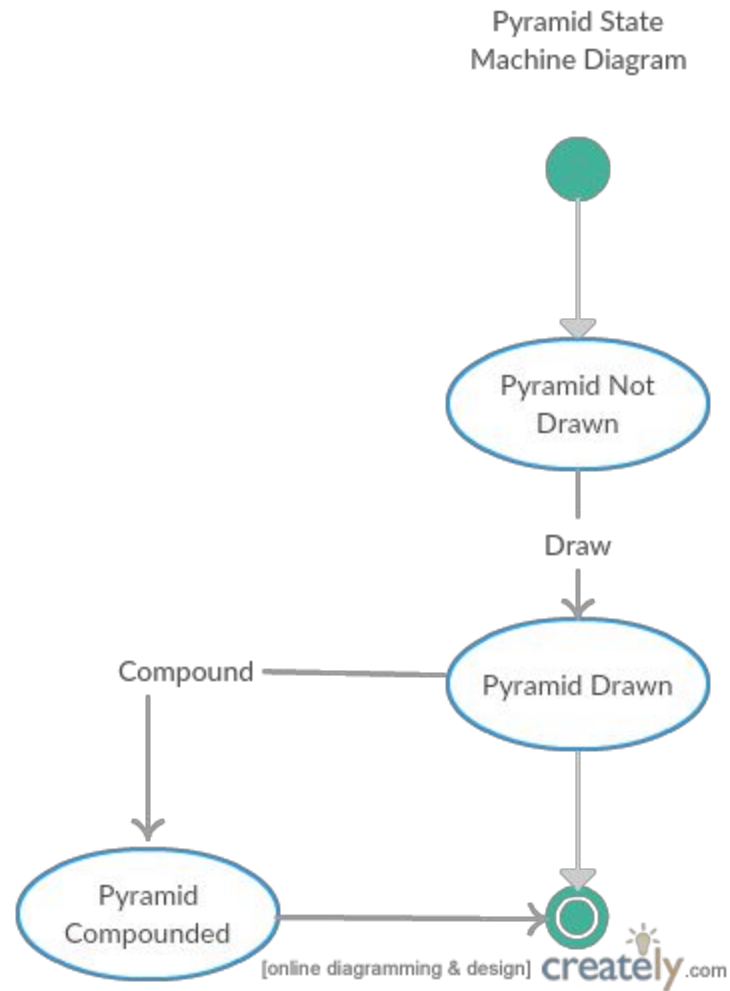 Pyramid State
Machine Diagram
Pyramid Not
Drawn
Draw
Compound
Pyramid Drawn
Pyramid
Compounded
[online diagramming & design] creately.com